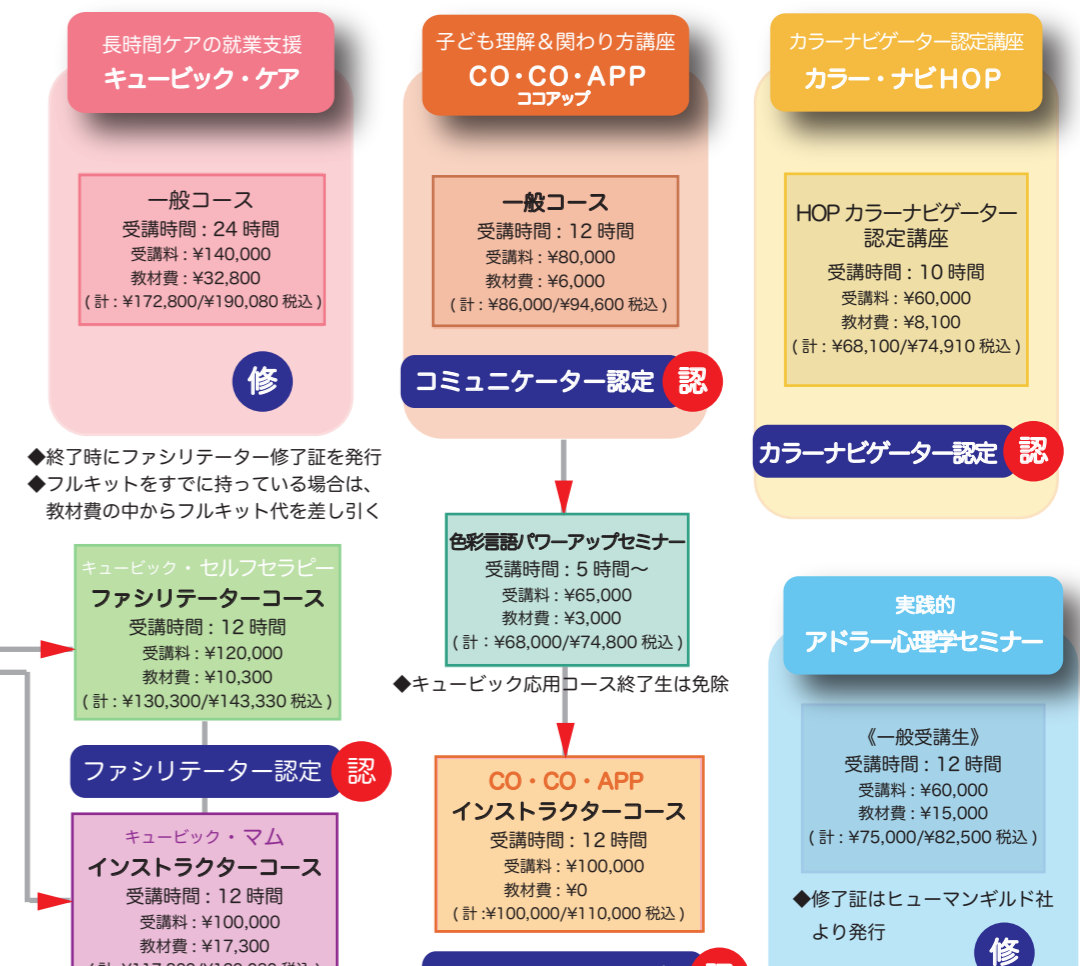 長時間ケアの就業支援
キュービック・ケア
一般コース
受講時間 : 24 時間
受講料 : ¥140,000
教材費 : ¥32,800
( 計 : ¥172,800/¥190,080 税込 )
修
◆終了時にファシリテーター修了証を発行
◆フルキットをすでに持っている場合は、
教材費の中からフルキット代を差し引く
キュービック・セルフセラピー
ファシリテーターコース
受講時間 : 12 時間
受講料 : ¥120,000
教材費 : ¥10,300
( 計 : ¥130,300/¥143,330 税込 )
ファシリテーター認定
認
キュービック・マム
インストラクターコース
受講時間 : 12 時間
受講料 : ¥100,000
教材費 : ¥17,300
子ども理解＆関わり方講座
CO・CO・APP
ココアップ
一般コース
受講時間 : 12 時間
受講料 : ¥80,000
教材費 : ¥6,000
( 計 : ¥86,000/¥94,600 税込 )
コミュニケーター認定
認
色彩言語パワーアップセミナー
受講時間 : 5 時間～
受講料 : ¥65,000
教材費 : ¥3,000
( 計 : ¥68,000/¥74,800 税込 )
◆キュービック応用コース終了生は免除
CO・CO・APP
インストラクターコース
受講時間 : 12 時間
受講料 : ¥100,000
教材費 : ¥0
( 計 :¥100,000/¥110,000 税込 )
カラーナビゲーター認定講座
カラー・ナビHOP
HOP カラーナビゲーター
認定講座
受講時間 : 10 時間
受講料 : ¥60,000
教材費 : ¥8,100
( 計 : ¥68,100/¥74,910 税込 )
カラーナビゲーター認定
認
実践的
アドラー心理学セミナー
《一般受講生》
受講時間 : 12 時間
受講料 : ¥60,000
教材費 : ¥15,000
( 計 : ¥75,000/¥82,500 税込 )
◆修了証はヒューマンギルド社
より発行
修